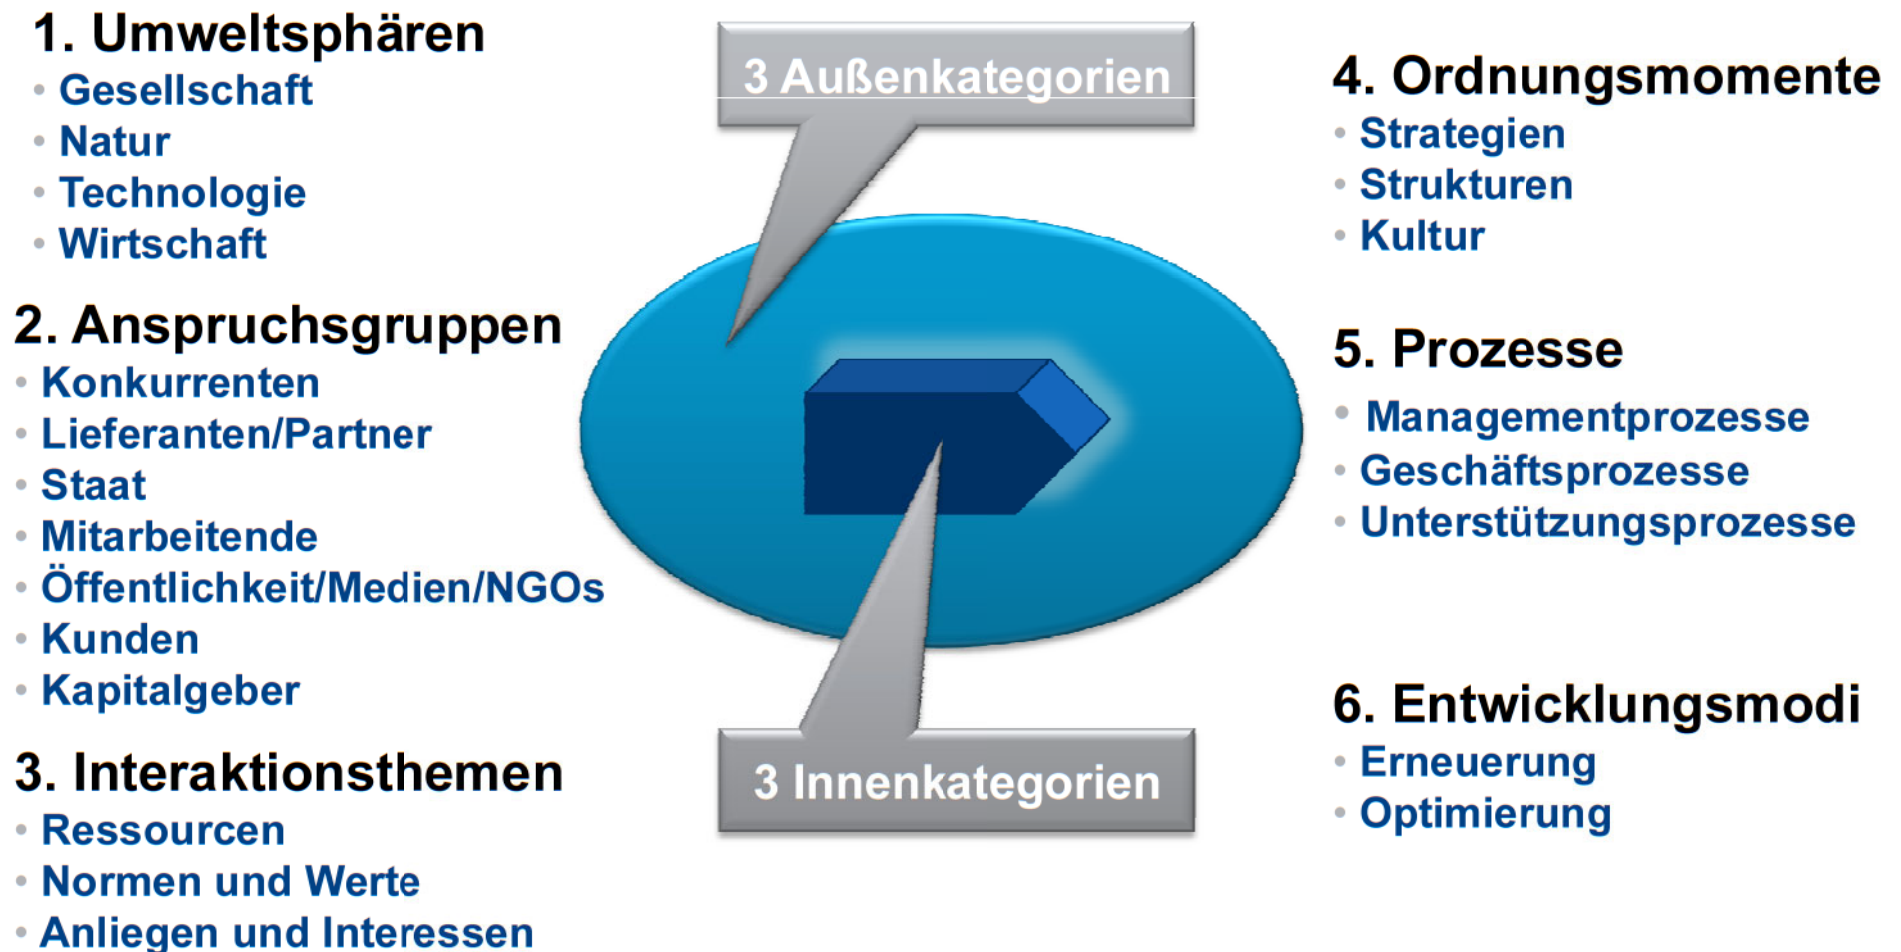 1. Umweltsphären
• Gesellschaft
• Natur
• Technologie
• Wirtschaft
2. Anspruchsgruppen
• Konkurrenten
• Lieferanten/Partner
• Staat
• Mitarbeitende
• Öffentlichkeit/Medien/NGOs
• Kunden
• Kapitalgeber
3. Interaktionsthemen
• Ressourcen
• Normen und Werte
• Anliegen und Interessen
3 Außenkategorien
3 Innenkategorien
4. Ordnungsmomente
• Strategien
• Strukturen
• Kultur
5. Prozesse
• Managementprozesse
• Geschäftsprozesse
• Unterstützungsprozesse
6. Entwicklungsmodi
• Erneuerung
• Optimierung